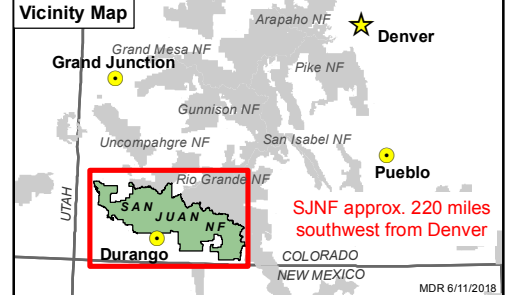 Vicinity Map
Arapaho NF
Denver
Grand Mesa NF
Grand Junction
Pike NF
Gunnison NF
Uncompahgre NF
San Isabel NF
Pueblo
Rio Grande NF
SAN JUAN NF
UTAH
SJNF approx. 220 miles
southwest from Denver
Durango
COLORADO
NEW MEXICO
MDR 6/11/2018